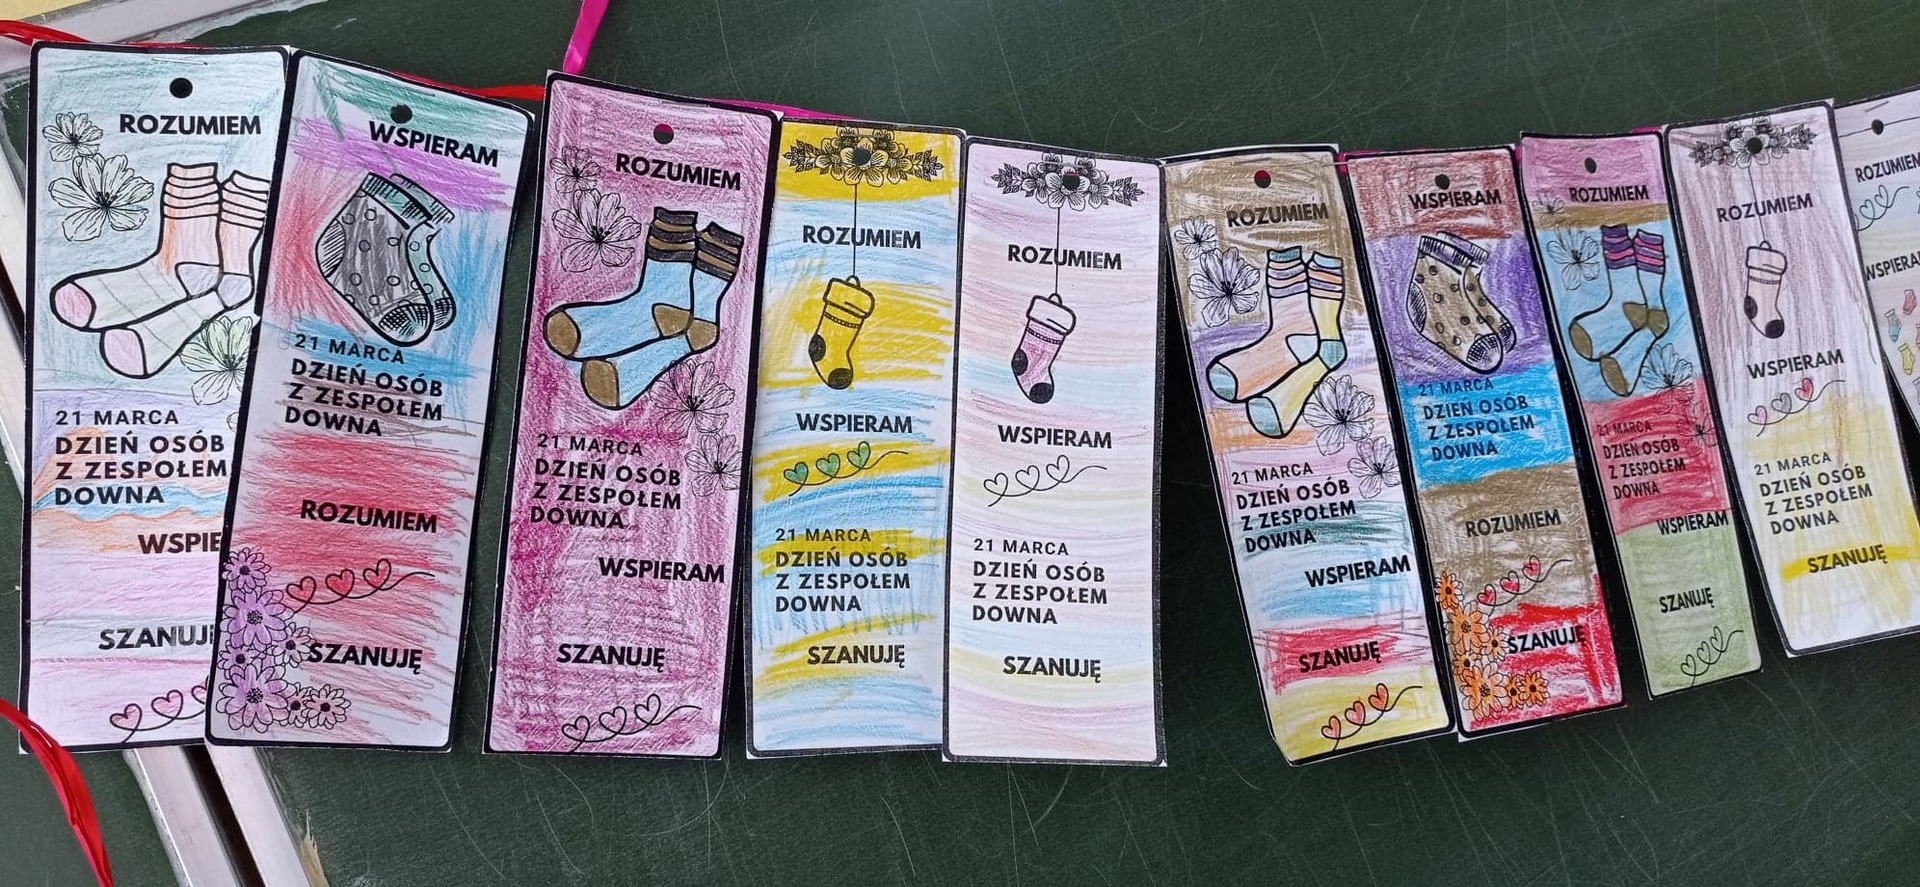 ROZUMIEM
21 MARCA
DZIEŃ OSÓB
Z ZESPOŁEM
DOWNA
WSPIE
SZANUJĘ
WSPIERAM
21 MARCA
DZIEŃ OSÓB
Z ZESPOŁEM
DOWNA
ROZUMIEM
SZANUJĘ
ROZUMIEM
21 MARCA
DZIEŃ OSÓB
Z ZESPOŁEM
DOWNA
WSPIERAM
SZANUJĘ
ROZUMIEM
WSPIERAM
21 MARCA
DZIEŃ OSÓB
Z ZESPOŁEM
DOWNA
SZANUJĘ
ROZUMIEM
WSPIERAM
21 MARCA
DZIEŃ OSÓB
Z ZESPOŁEM
DOWNA
SZANUJĘ
ROZUMIEM
21 MARCA
DZIEŃ OSÓB
Z ZESPOŁEM
DOWNA
WSPIERAM
SZANUJĘ
WSPIERAM
21 MARCA
DZIEŃ OSÓB
Z ZESPOŁEM
DOWNA
ROZUMIEM
SZANUJĘ
ROZUMIEM
21 MARCA
DZIEŃ OSÓB
Z ZESPOŁEM
DOWNA
WSPIERAM
SZANUJĘ
ROZUMIEM
WSPIERAM
21 MARCA
DZIEŃ OSÓB
Z ZESPOŁEM
DOWNA
SZANUJĘ
ROZUMIEM
WSPIERAM